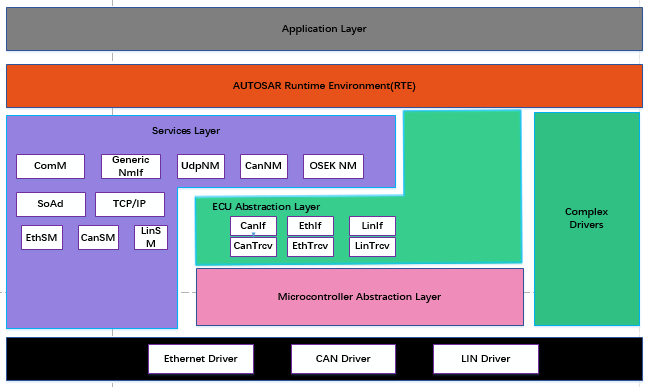 Application Layer
AUTOSAR Runtime Environment(RTE)
Services Layer
ComM
Generic
NmIf
UdpNM
CanNM
OSEK NM
SoAd
TCP/IP
EthSM
CanSM
LinS
M
ECU Abstraction Layer
CanIf
EthIf
LinIf
CanTrcv
EthTrcv
LinTrcv
Complex
Drivers
Microcontroller Abstraction Layer
Ethernet Driver
CAN Driver
LIN Driver